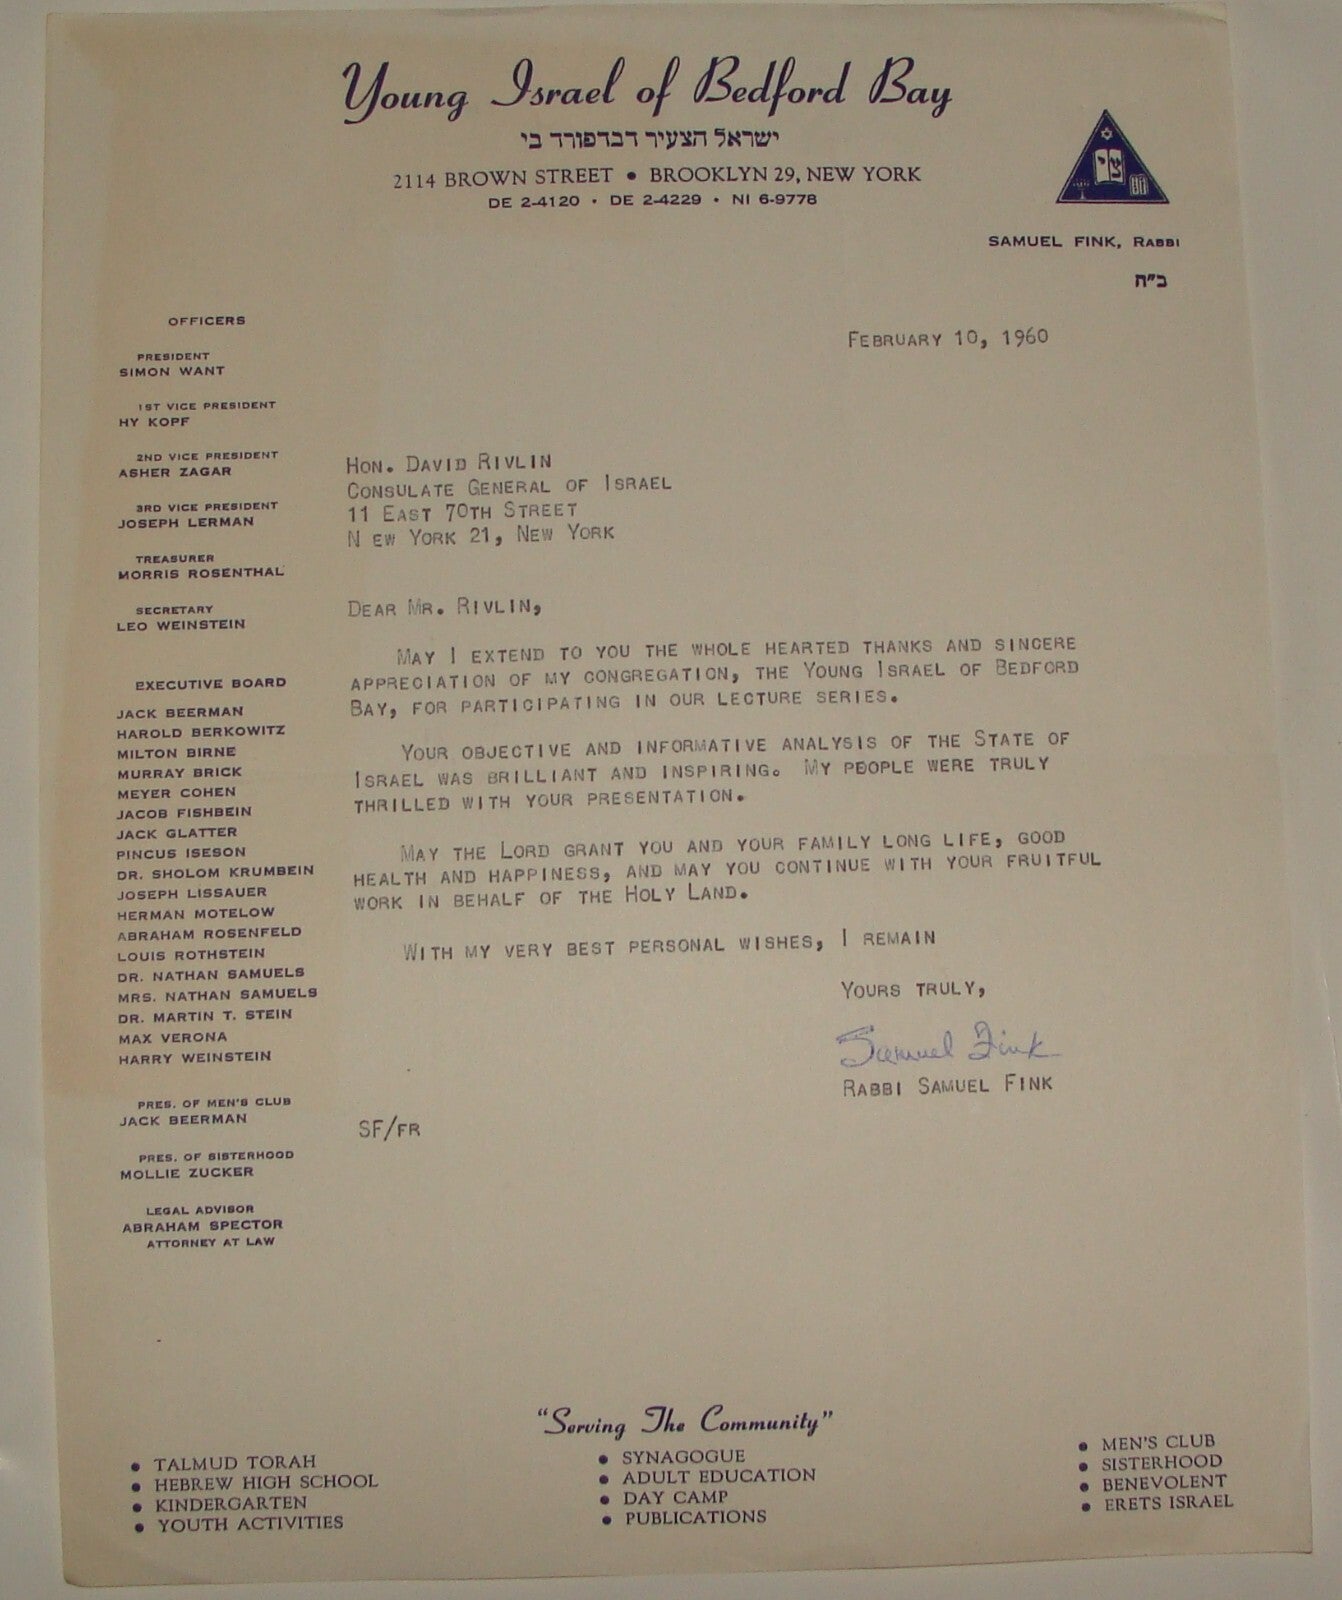 Young Israel of Bedford Bay
ישראל הצעיר דבדפורד בי
2114 BROWN STREET • BROOKLYN 29, NEW YORK
DE 2-4120 • DE 2-4229 • NI 6-9778
צי
SAMUEL FINK, RABBI
ב״ה
OFFICERS
PRESIDENT
SIMON WANT
1ST VICE PRESIDENT
HY KOPF
2ND VICE PRESIDENT
ASHER ZAGAR
3RD VICE PRESIDENT
JOSEPH LERMAN
TREASURER
MORRIS ROSENTHAL
SECRETARY
LEO WEINSTEIN
EXECUTIVE BOARD
JACK BEERMAN
HAROLD BERKOWITZ
MILTON BIRNE
MURRAY BRICK
MEYER COHEN
JACOB FISHBEIN
JACK GLATTER
PINCUS ISESON
DR. SHOLOM KRUMBEIN
JOSEPH LISSAUER
HERMAN MOTELOW
ABRAHAM ROSENFELD
LOUIS ROTHSTEIN
DR. NATHAN SAMUELS
MRS. NATHAN SAMUELS
DR. MARTIN T. STEIN
MAX VERONA
HARRY WEINSTEIN
PRES. OF MEN'S CLUB
JACK BEERMAN
PRES. OF SISTERHOOD
MOLLIE ZUCKER
LEGAL ADVISOR
ABRAHAM SPECTOR
ATTORNEY AT LAW
FEBRUARY 10, 1960
HON. DAVID RIVLIN
CONSULATE GENERAL OF ISRAEL
11 EAST 70TH STREET
N EW YORK 21, NEW YORK
DEAR MR. RIVLIN,
MAY I EXTEND TO YOU THE WHOLE HEARTED THANKS AND SINCERE
APPRECIATION OF MY CONGREGATION, THE YOUNG ISRAEL OF BEDFORD
BAY, FOR PARTICIPATING IN OUR LECTURE SERIES.
YOUR OBJECTIVE AND INFORMATIVE ANALYSIS OF THE STATE OF
ISRAEL WAS BRILLIANT AND INSPIRING. MY PEOPLE WERE TRULY
THRILLED WITH YOUR PRESENTATION.
MAY THE LORD GRANT YOU AND YOUR FAMILY LONG LIFE, GOOD
HEALTH AND HAPPINESS, AND MAY YOU CONTINUE WITH YOUR FRUITFUL
WORK IN BEHALF OF THE HOLY LAND.
WITH MY VERY BEST PERSONAL WISHES, I REMAIN
YOURS TRULY,
Samuel Fink
RABBI SAMUEL FINK
SF/FR
"Serving The Community"
• TALMUD TORAH
• HEBREW HIGH SCHOOL
• KINDERGARTEN
• YOUTH ACTIVITIES
• SYNAGOGUE
• ADULT EDUCATION
• DAY CAMP
• PUBLICATIONS
• MEN'S CLUB
• SISTERHOOD
• BENEVOLENT
• ERETS ISRAEL